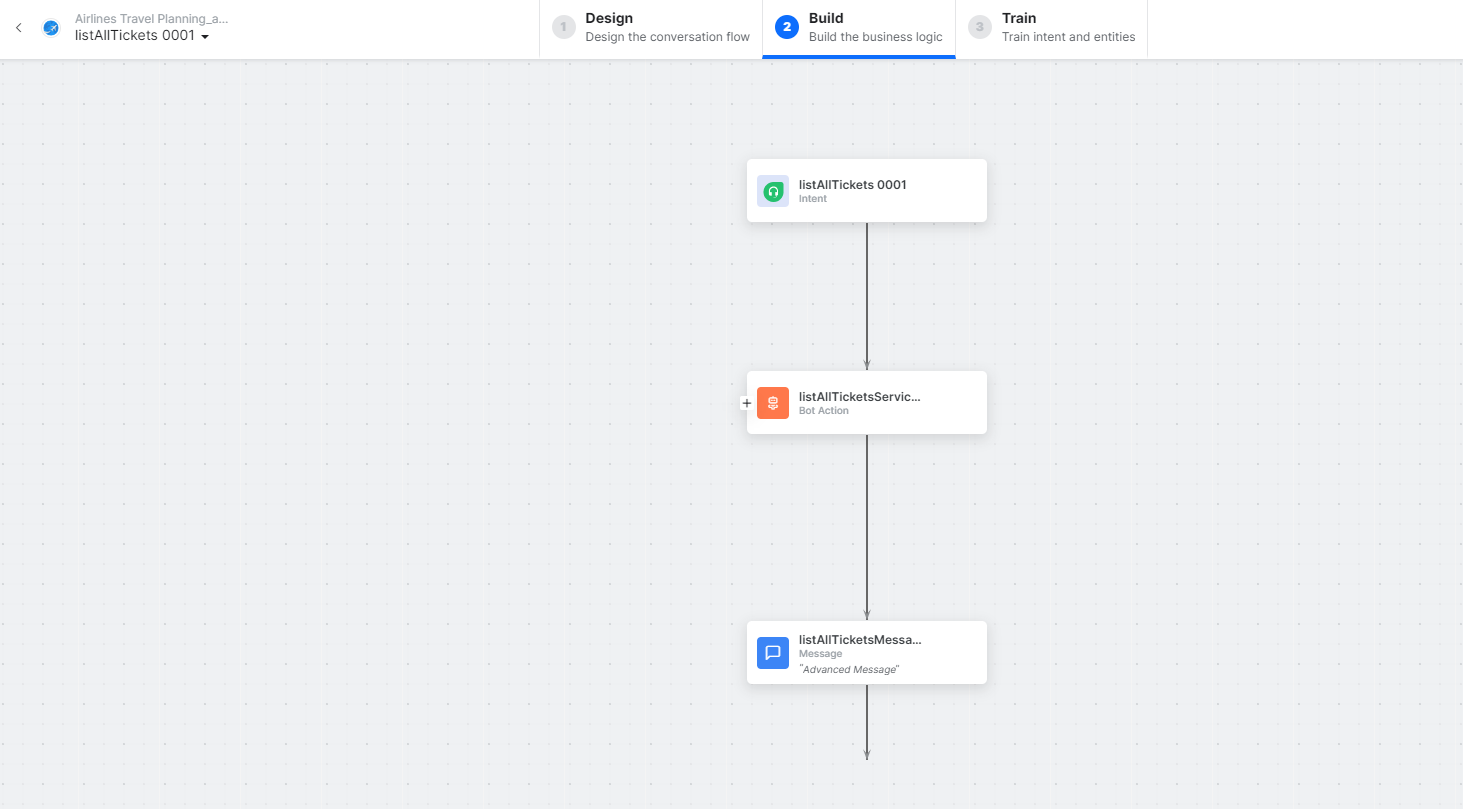 Airlines Travel Planning_a...
listAllTickets 0001
1
Design
Design the conversation flow
2
Build
Build the business logic
3
Train
Train intent and entities
listAllTickets 0001
Intent
listAllTicketsServic...
Bot Action
listAllTicketsMessa...
Message
"Advanced Message"